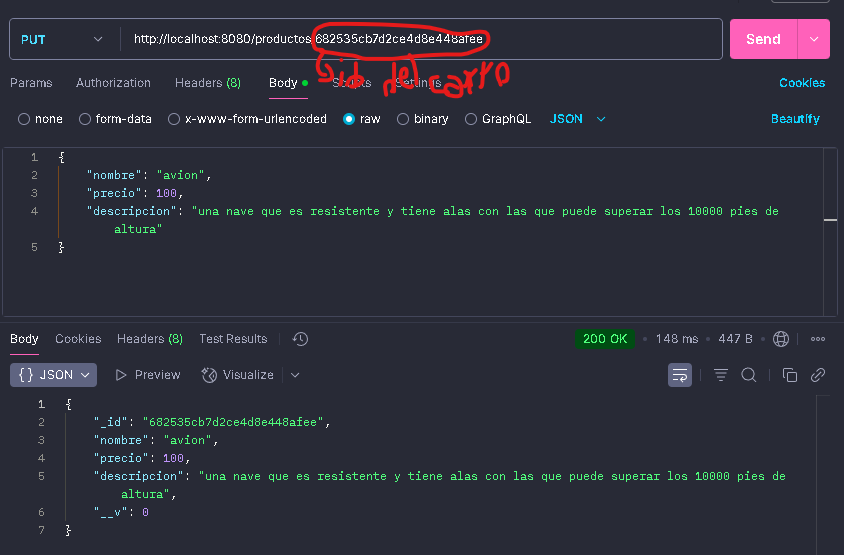 PUT http://localhost:8080/productos/682535cb7d2ce4d8e448afee Send
id del carro
Params Authorization Headers (8) Body Scripts Settings Cookies
none form-data x-www-form-urlencoded raw binary GraphQL JSON Beautify
1 {
2 "nombre": "avion",
3 "precio": 100,
4 "descripcion": "una nave que es resistente y tiene alas con las que puede superar los 10000 pies de
altura"
5 }
Body Cookies Headers (8) Test Results 200 OK • 148 ms • 447 B •
{} JSON Preview Visualize
1 {
2 "_id": "682535cb7d2ce4d8e448afee",
3 "nombre": "avion",
4 "precio": 100,
5 "descripcion": "una nave que es resistente y tiene alas con las que puede superar los 10000 pies de
altura",
6 "__v": 0
7 }